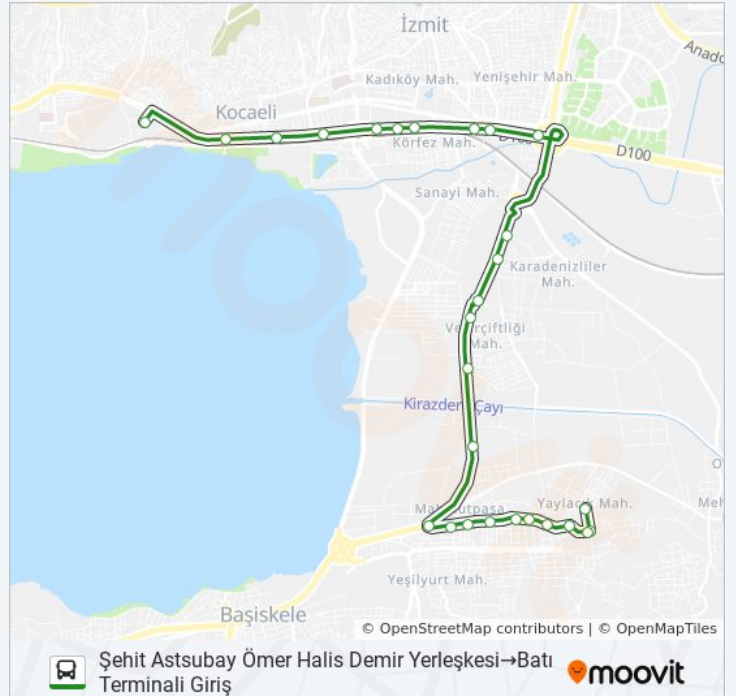 İzmit
Anado
Kadıköy Mah.
Yenişehir Mah.
Kocaeli
Körfez Mah.
D100
D100
Sanayi Mah.
Karadenizliler
Mah.
Mah.
Kirazdere Çayı
Yaylacık Mah.
Meh
Yeşilyurt Mah.
Başiskele
© OpenStreetMap contributors | © OpenMapTiles
Şehit Astsubay Ömer Halis Demir Yerleşkesi→Batı
Terminali Giriş
moovit